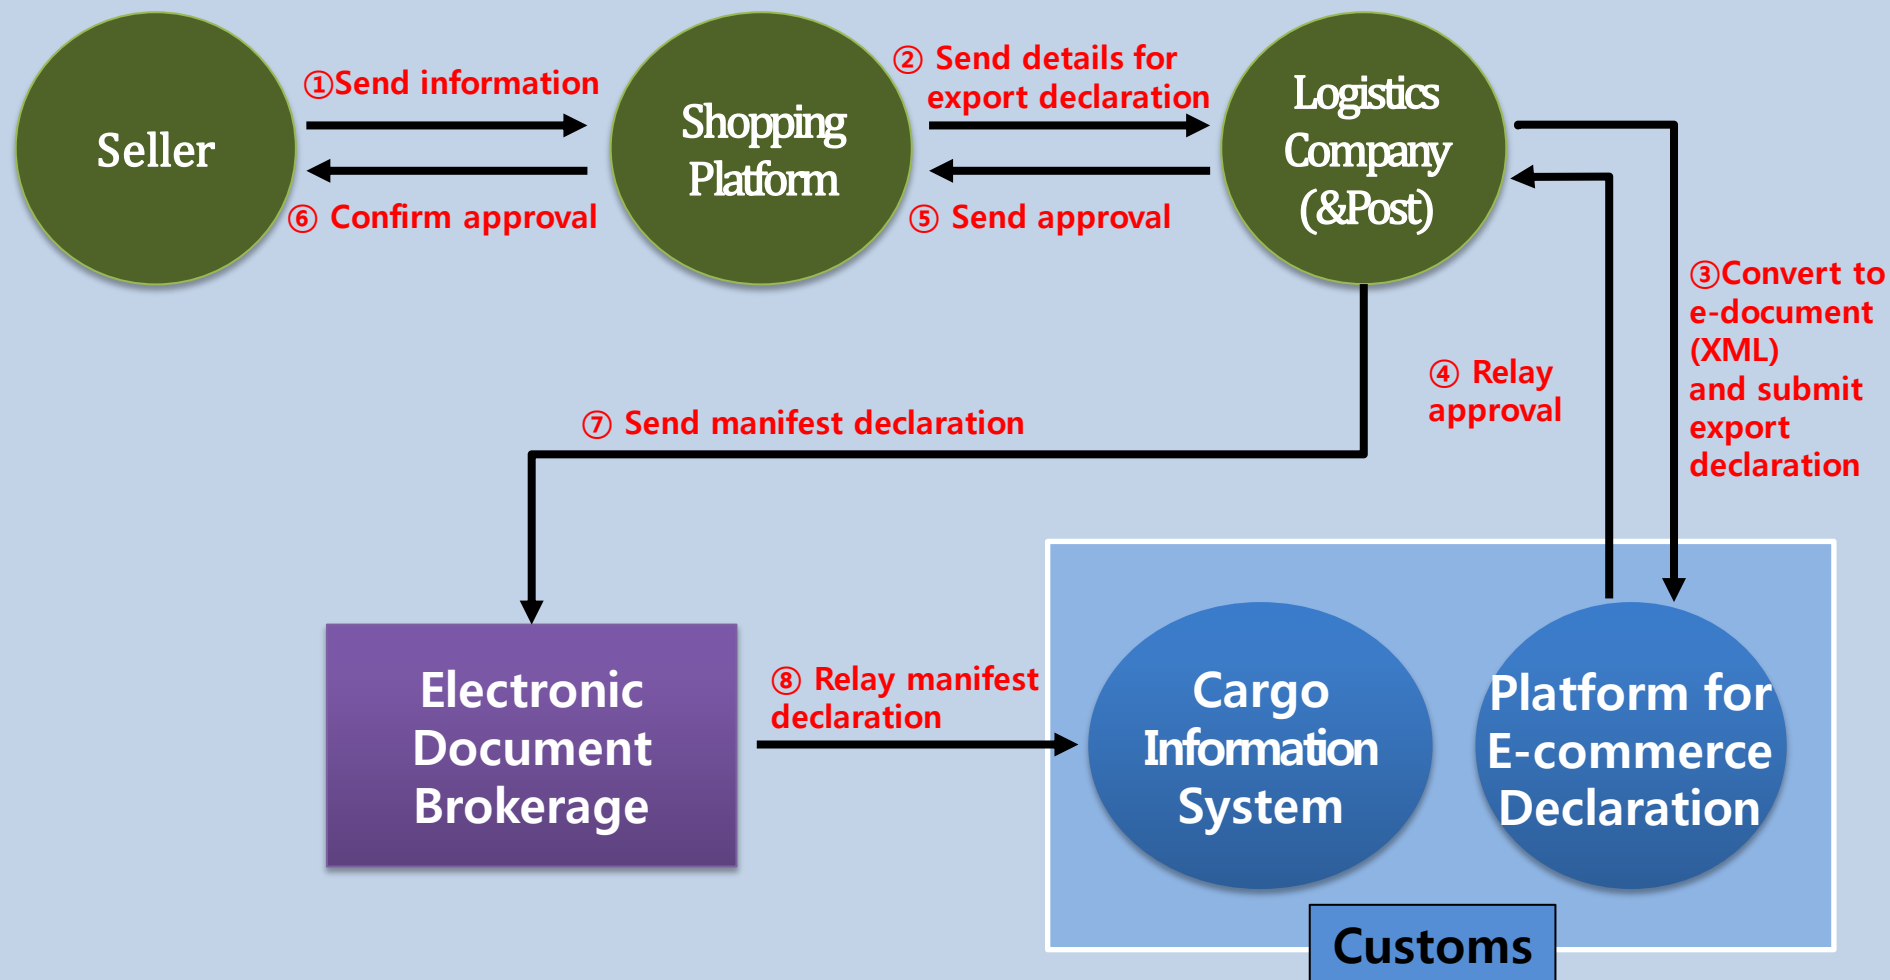 ①Send information
② Send details for
export declaration
Seller
Shopping
Platform
Logistics
Company
(&Post)
⑥ Confirm approval
⑤ Send approval
③Convert to
e-document
(XML)
and submit
export
declaration
④ Relay
approval
⑦ Send manifest declaration
Electronic
Document
Brokerage
⑧ Relay manifest
declaration
Cargo
Information
System
Platform for
E-commerce
Declaration
Customs